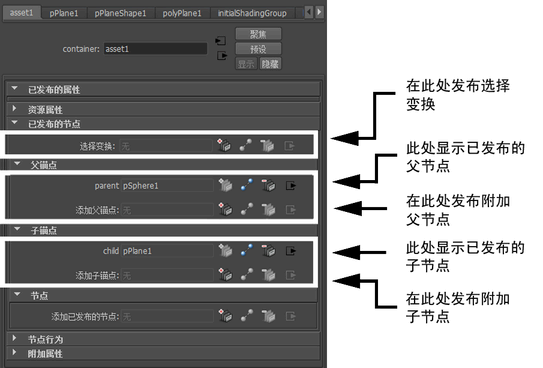 asset1 pPlane1 pPlaneShape1 polyPlane1 initialShadingGroup
container: asset1
聚焦
预设
显示 隐藏
已发布的属性
资源属性
已发布的节点
选择变换: 无
父锚点
parent pSphere1
添加父锚点: 无
子锚点
child pPlane1
添加子锚点: 无
节点
添加已发布的节点: 无
节点行为
附加属性
在此处发布选择
变换
此处显示已发布的
父节点
在此处发布附加
父节点
此处显示已发布的
子节点
在此处发布附加
子节点